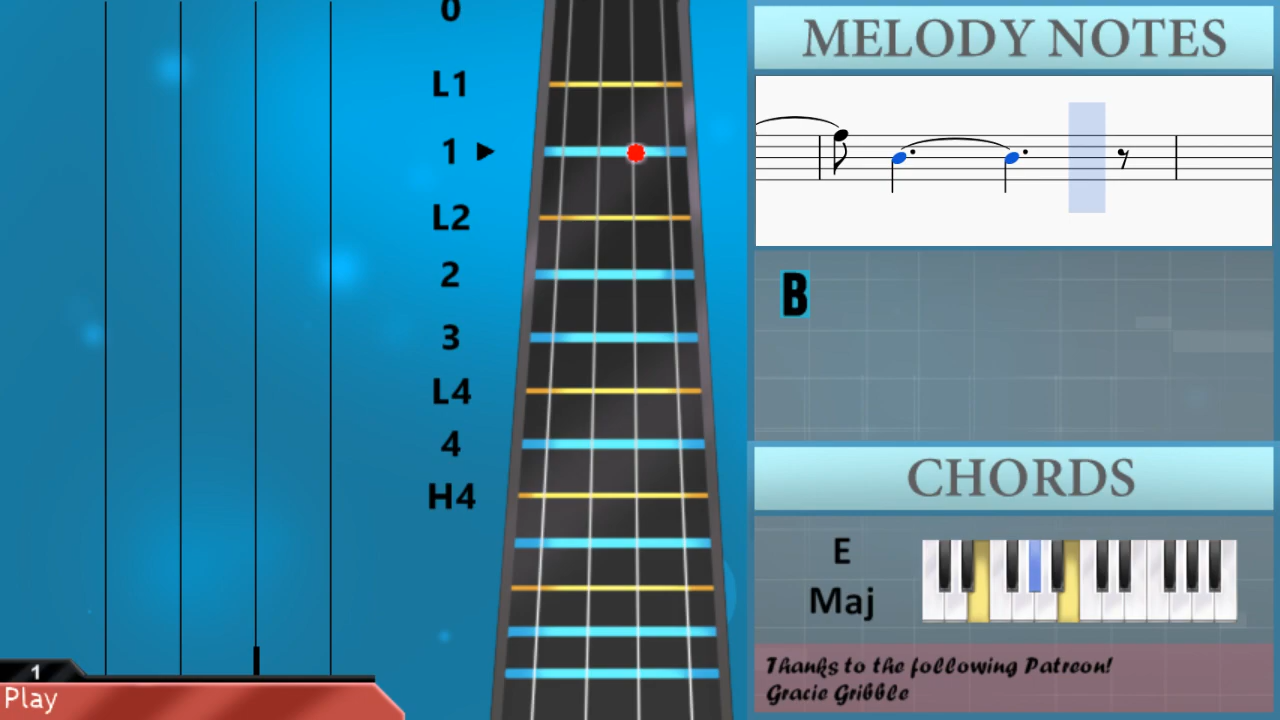 0
L1
1
L2
2
3
L4
4
H4
1
Play
MELODY NOTES
B
CHORDS
E
Maj
Thanks to the following Patreon!
Gracie Gribble